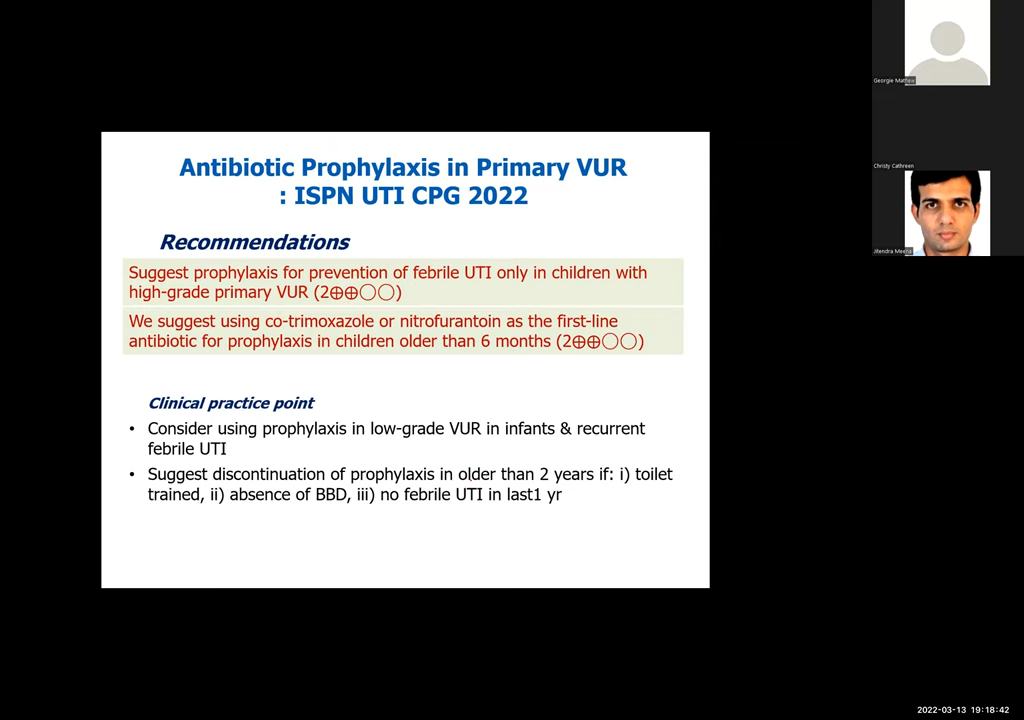 Antibiotic Prophylaxis in Primary VUR
: ISPN UTI CPG 2022
Recommendations
Suggest prophylaxis for prevention of febrile UTI only in children with
high-grade primary VUR (2⊕⊕◯◯)
We suggest using co-trimoxazole or nitrofurantoin as the first-line
antibiotic for prophylaxis in children older than 6 months (2⊕⊕◯◯)
Clinical practice point
• Consider using prophylaxis in low-grade VUR in infants & recurrent
febrile UTI
• Suggest discontinuation of prophylaxis in older than 2 years if: i) toilet
trained, ii) absence of BBD, iii) no febrile UTI in last1 yr
Georgie Mathew
Christy Cathreen
Jitendra Meena
2022-03-13 19:18:42